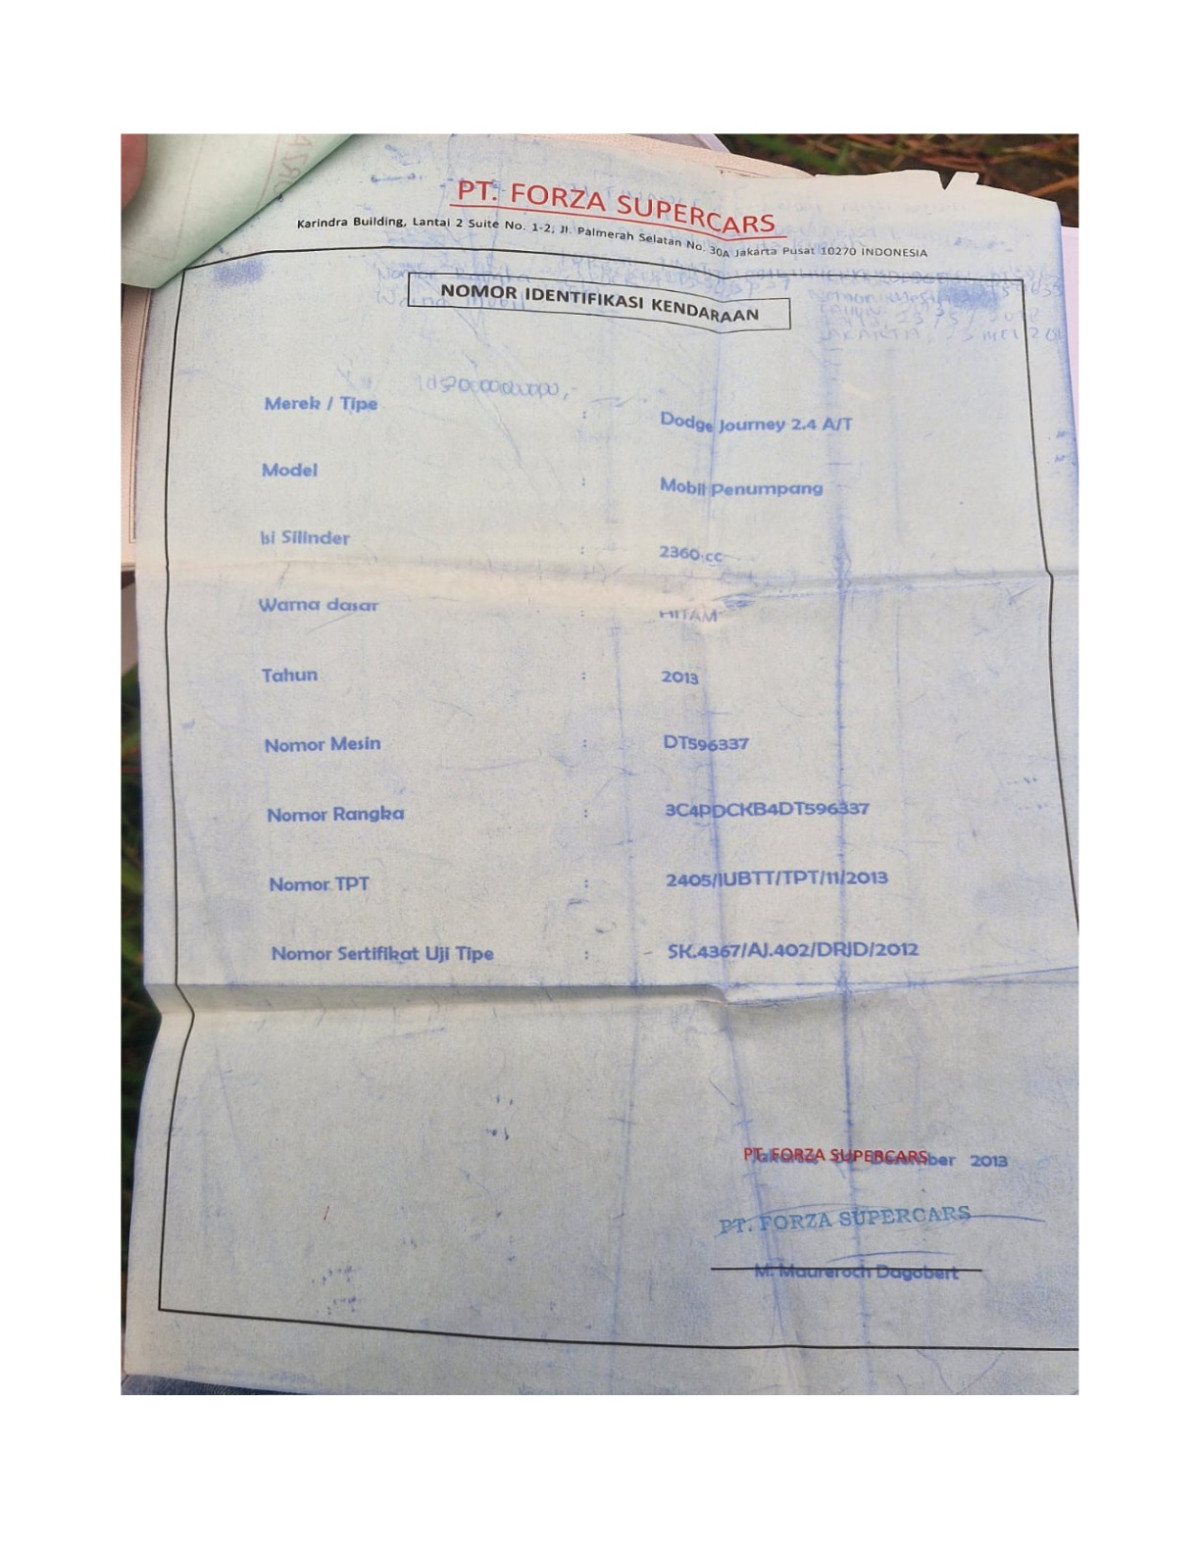 PT. FORZA SUPERCARS
Karindra Building, Lantai 2 Suite No. 1-2, Jl. Palmerah Selatan No. 30A Jakarta Pusat 10270 INDONESIA
NOMOR IDENTIFIKASI KENDARAAN
Merek / Tipe : Dodge Journey 2.4 A/T
Model : Mobil Penumpang
Isi Silinder : 2360 cc
Warna dasar : HITAM
Tahun : 2013
Nomor Mesin : DT596337
Nomor Rangka : 3C4PDCKB4DT596337
Nomor TPT : 2405/IUBTT/TPT/11/2013
Nomor Sertifikat Uji Tipe : SK.4367/AJ.402/DRJD/2012
2013
PT. FORZA SUPERCARS
PT. FORZA SUPERCARS
M. Maureroch Dagobert